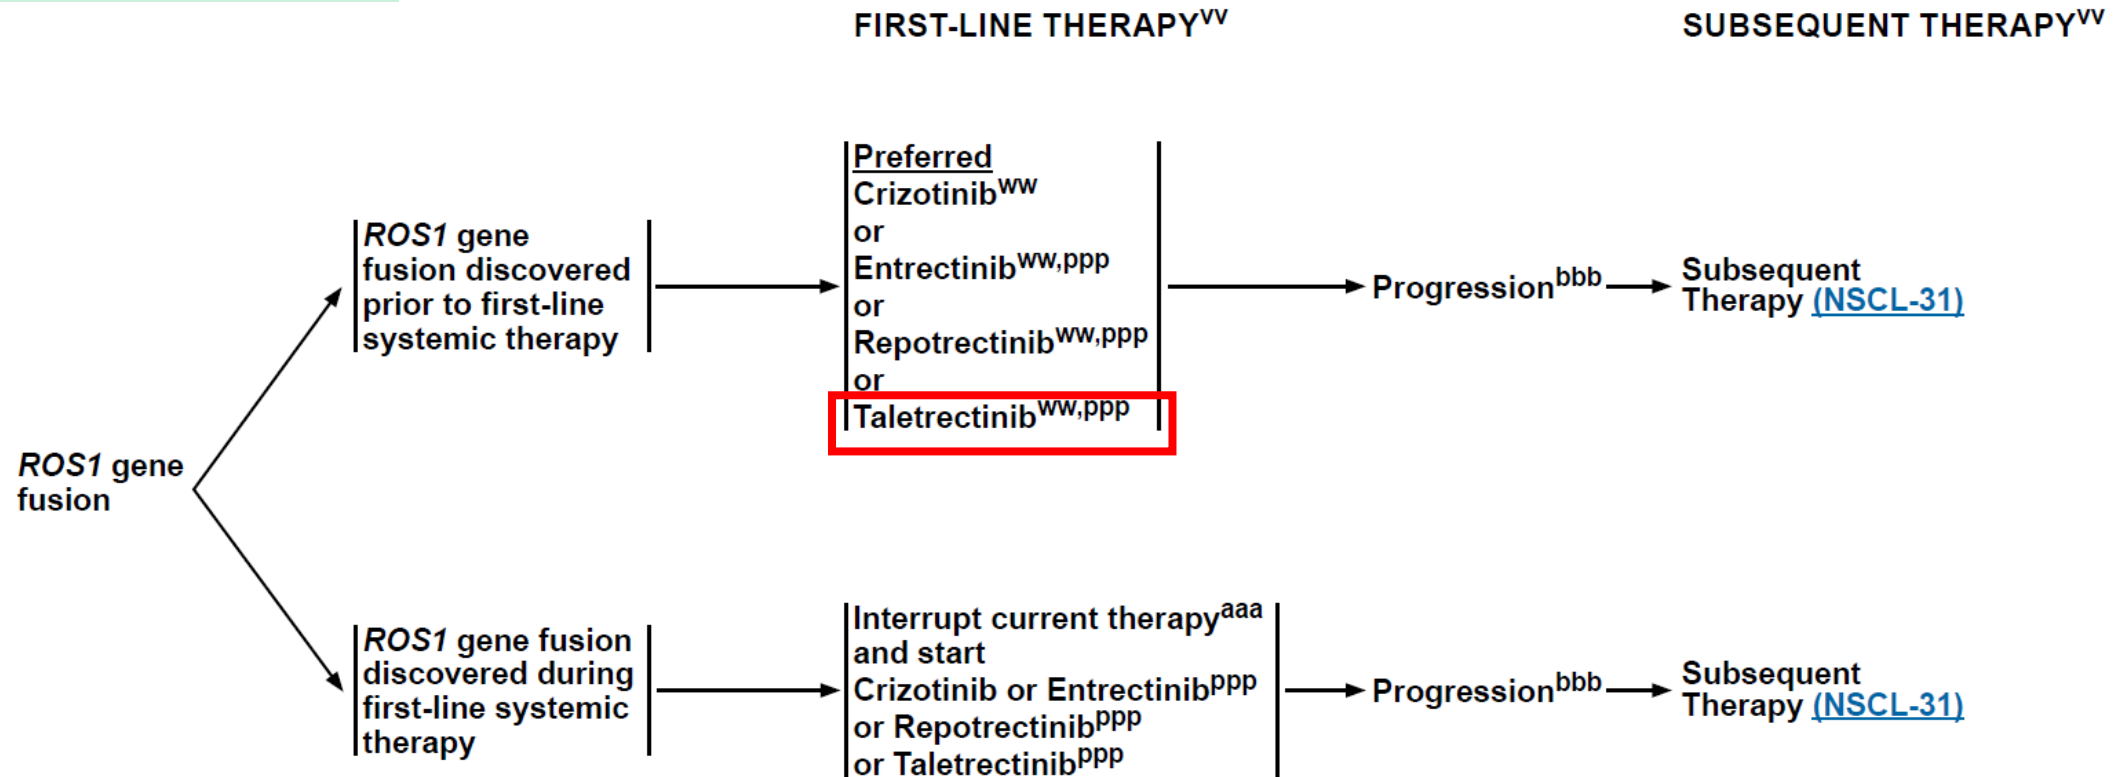 FIRST-LINE THERAPYVV
SUBSEQUENT THERAPYVV
Preferred
Crizotinibww
or
Entrectinibww,ppp
or
Repotrectinibww,ppp
or
Taletrectinibww,ppp
ROS1 gene
fusion discovered
prior to first-line
systemic therapy
Progressionbbb
Subsequent
Therapy (NSCL-31)
ROS1 gene
fusion
ROS1 gene fusion
discovered during
first-line systemic
therapy
Interrupt current therapyaaa
and start
Crizotinib or Entrectinibppp
or Repotrectinibppp
or Taletrectinibppp
Progressionbbb
Subsequent
Therapy (NSCL-31)